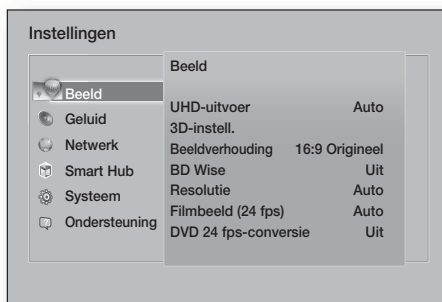 Instellingen
Beeld
Geluid
Netwerk
Smart Hub
Systeem
Ondersteuning
Beeld
UHD-uitvoer Auto
3D-instell.
Beeldverhouding 16:9 Origineel
BD Wise Uit
Resolutie Auto
Filmbeeld (24 fps) Auto
DVD 24 fps-conversie Uit